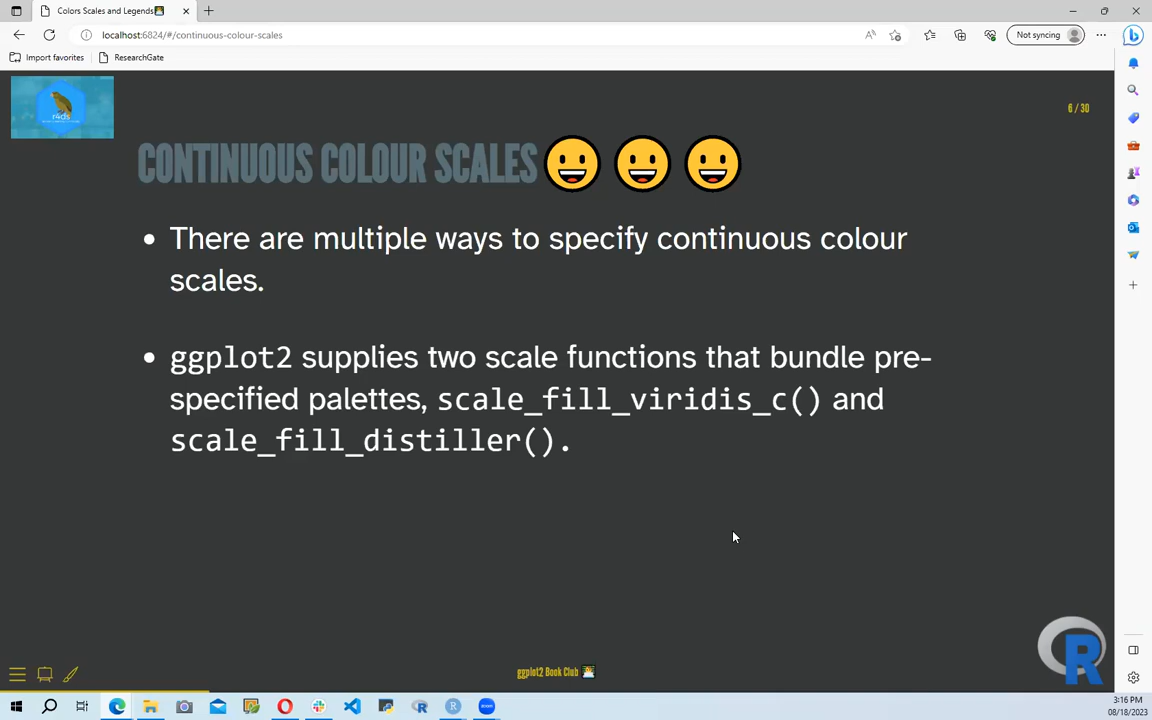 Colors Scales and Legends
localhost:6824/#/continuous-colour-scales
Not syncing
Import favorites
ResearchGate
r4ds
6 / 30
CONTINUOUS COLOUR SCALES
• There are multiple ways to specify continuous colour
scales.
• ggplot2 supplies two scale functions that bundle pre-
specified palettes, scale_fill_viridis_c() and
scale_fill_distiller().
R
ggplot2 Book Club
3:16 PM
08/18/2023